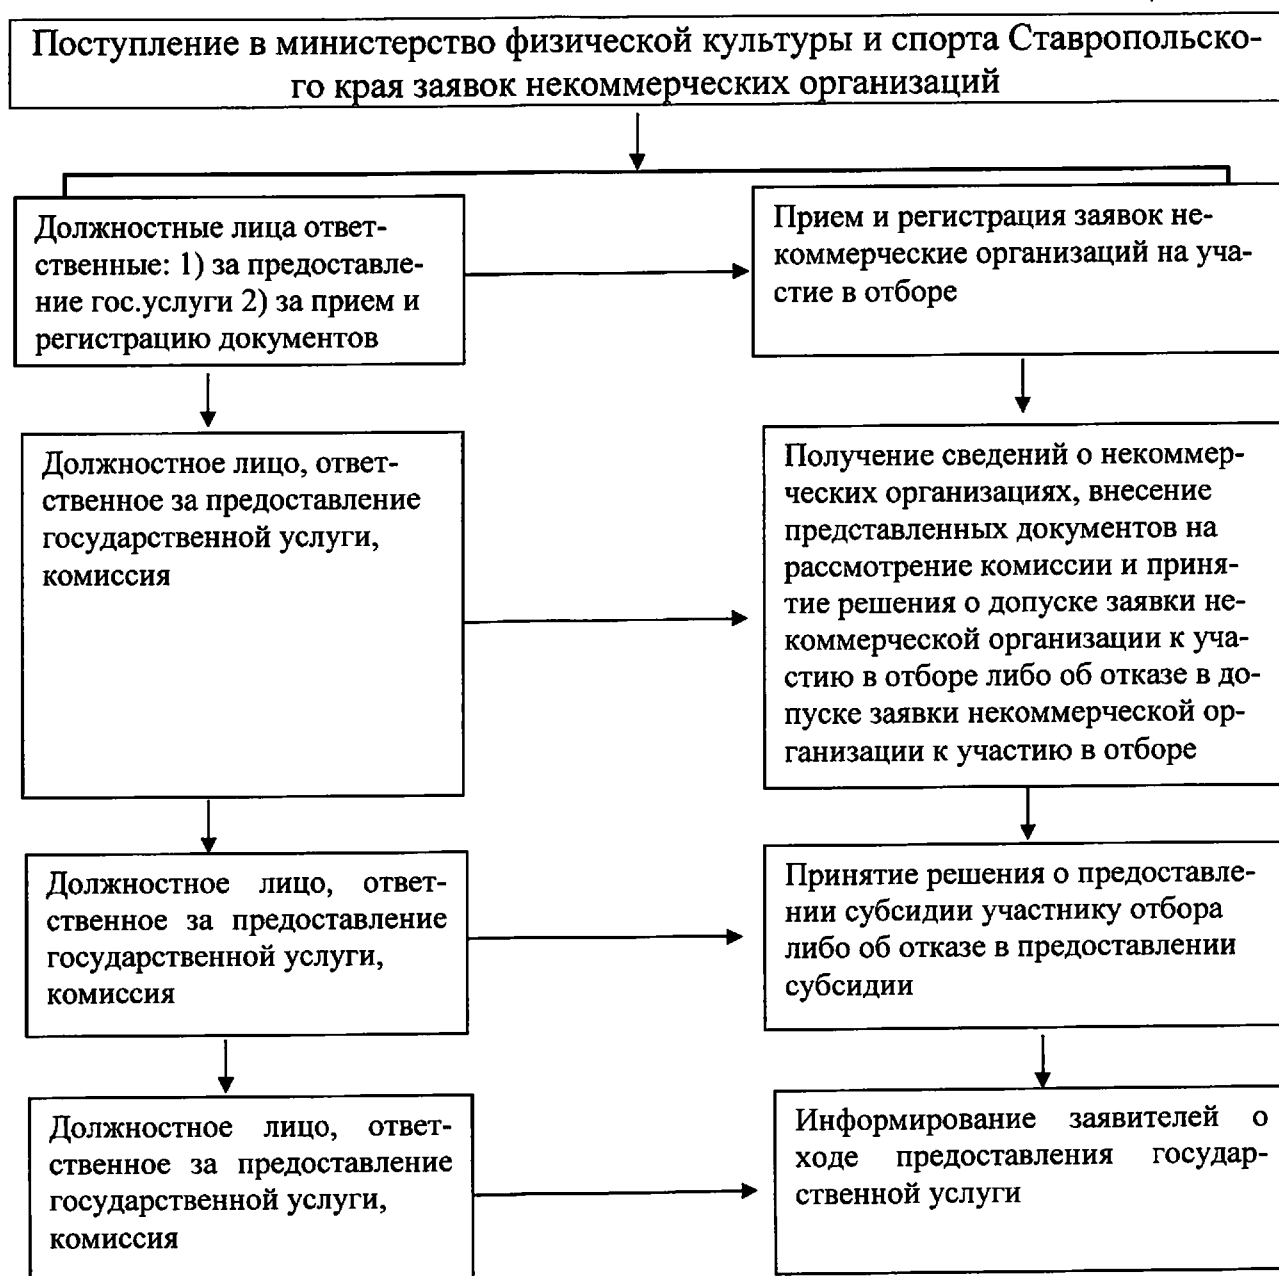 Поступление в министерство физической культуры и спорта Ставропольско-
го края заявок некоммерческих организаций
Должностные лица ответ-
ственные: 1) за предоставле-
ние гос.услуги 2) за прием и
регистрацию документов
Прием и регистрация заявок не-
коммерческие организаций на уча-
стие в отборе
Должностное лицо, ответ-
ственное за предоставление
государственной услуги,
комиссия
Получение сведений о некоммер-
ческих организациях, внесение
представленных документов на
рассмотрение комиссии и приня-
тие решения о допуске заявки не-
коммерческой организации к уча-
стию в отборе либо об отказе в до-
пуске заявки некоммерческой ор-
ганизации к участию в отборе
Должностное лицо, ответ-
ственное за предоставление
государственной услуги,
комиссия
Принятие решения о предоставле-
нии субсидии участнику отбора
либо об отказе в предоставлении
субсидии
Должностное лицо, ответ-
ственное за предоставление
государственной услуги,
комиссия
Информирование заявителей о
ходе предоставления государ-
ственной услуги